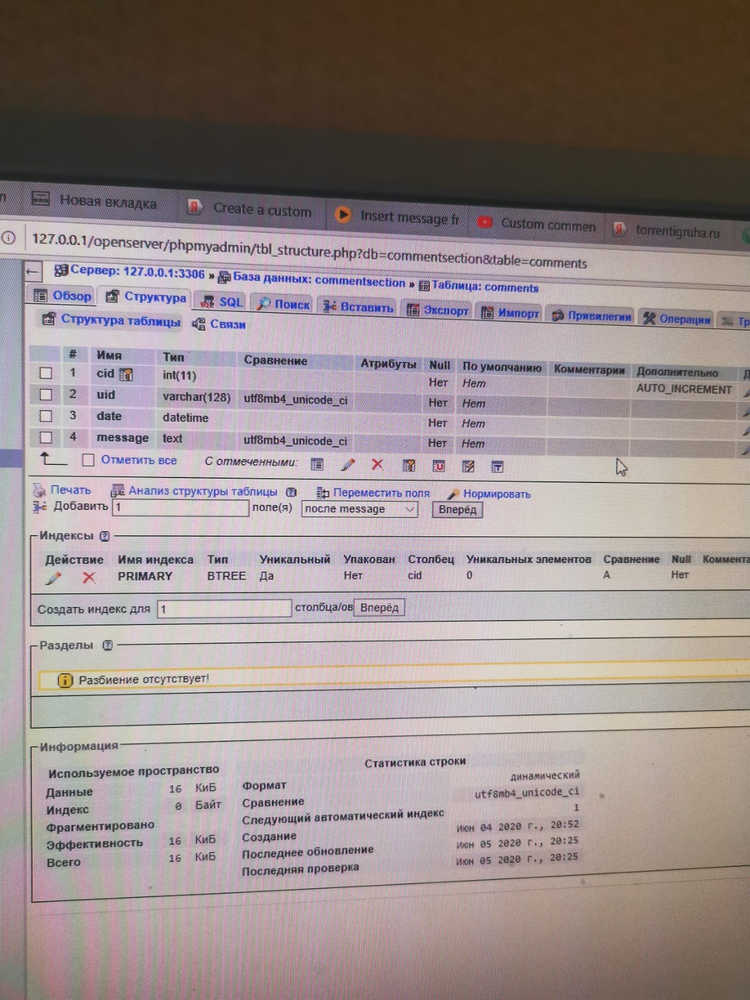 Новая вкладка Create a custom Insert message fr Custom commen torrentigruha.ru
127.0.0.1/openserver/phpmyadmin/tbl_structure.php?db=commentsection&table=comments
← Сервер: 127.0.0.1:3306 » База данных: commentsection » Таблица: comments
Обзор Структура SQL Поиск Вставить Экспорт Импорт Привилегии Операции Тр
Структура таблицы Связи
# Имя Тип Сравнение Атрибуты Null По умолчанию Комментарии Дополнительно Д
1 cid int(11) Нет Нет AUTO_INCREMENT
2 uid varchar(128) utf8mb4_unicode_ci Нет Нет
3 date datetime Нет Нет
4 message text utf8mb4_unicode_ci Нет Нет
Отметить все С отмеченными:
Печать Анализ структуры таблицы Переместить поля Нормировать
Добавить 1 поле(я) после message Вперёд
Индексы
Действие Имя индекса Тип Уникальный Упакован Столбец Уникальных элементов Сравнение Null Коммента
PRIMARY BTREE Да Нет cid 0 A Нет
Создать индекс для 1 столбца/ов Вперёд
Разделы
Разбиение отсутствует!
Информация
Используемое пространство
Данные 16 КиБ
Индекс 0 Байт
Фрагментировано
Эффективность 16 КиБ
Всего 16 КиБ
Статистика строки
Формат динамический
Сравнение utf8mb4_unicode_ci
Следующий автоматический индекс 1
Создание Июн 04 2020 г., 20:52
Последнее обновление Июн 05 2020 г., 20:25
Последняя проверка Июн 05 2020 г., 20:25